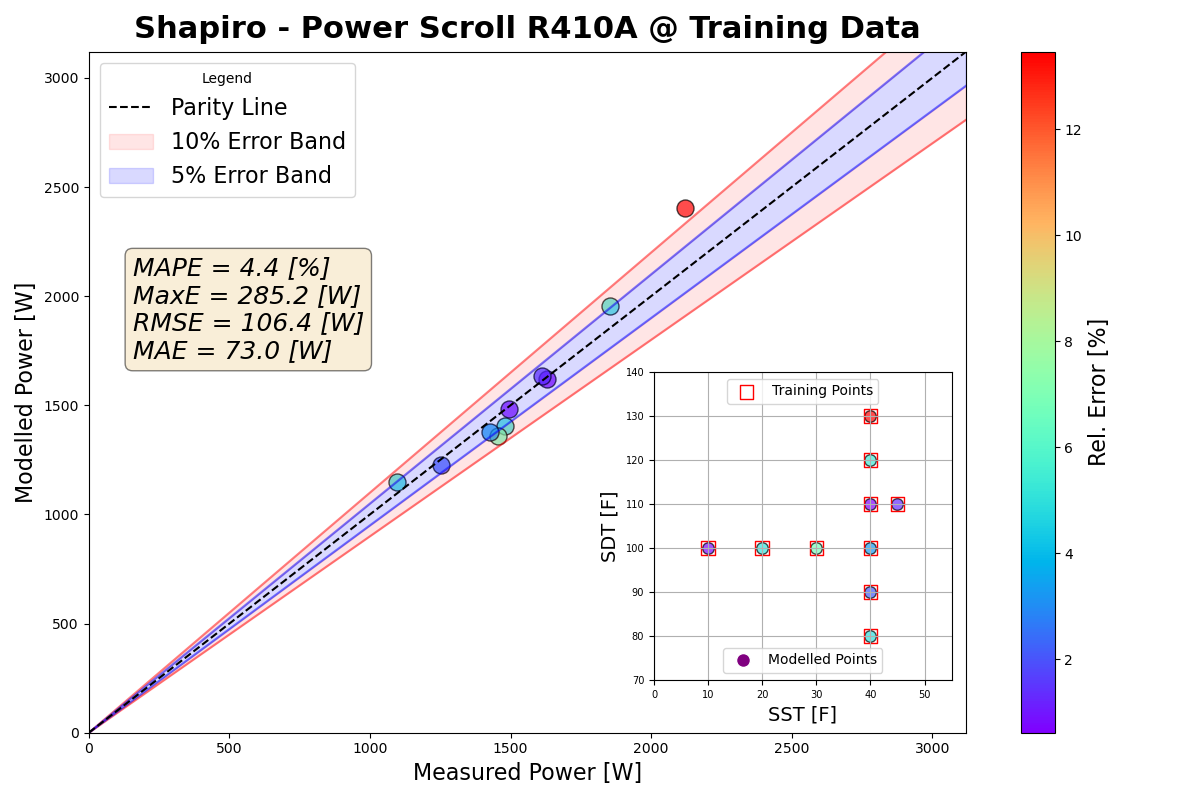 Shapiro - Power Scroll R410A @ Training Data
Legend
Parity Line
10% Error Band
5% Error Band
MAPE = 4.4 [%]
MaxE = 285.2 [W]
RMSE = 106.4 [W]
MAE = 73.0 [W]
Modelled Power [W]
3000
2500
2000
1500
1000
500
0
0
500
1000
1500
2000
2500
3000
Measured Power [W]
Training Points
Modelled Points
SDT [F]
140
130
120
110
100
90
80
70
0
10
20
30
40
50
SST [F]
12
10
8
6
4
2
Rel. Error [%]